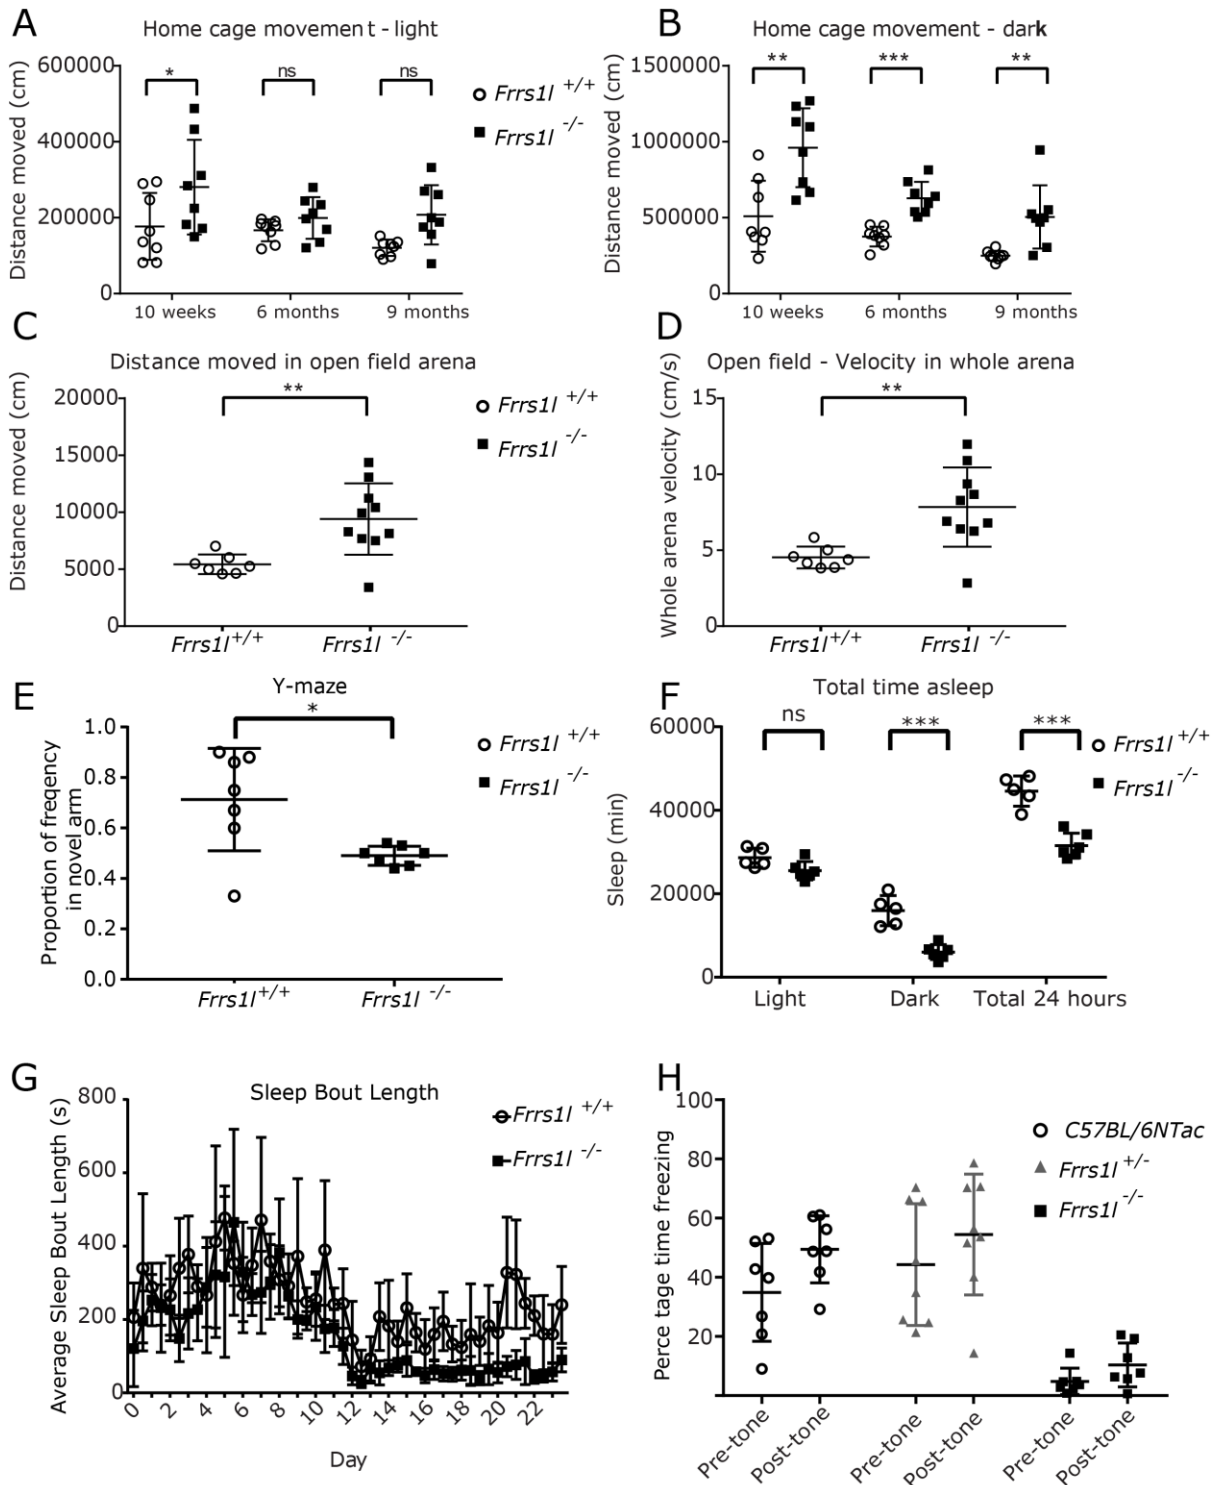 A
Home cage movement - light
Distance moved (cm)
600000
400000
200000
0
*
ns
ns
Frrs1l +/+
Frrs1l -/-
10 weeks
6 months
9 months
B
Home cage movement - dark
Distance moved (cm)
1500000
1000000
500000
0
**
***
**
10 weeks
6 months
9 months
C
Distance moved in open field arena
Distance moved (cm)
20000
15000
10000
5000
0
**
Frrs1l +/+
Frrs1l -/-
Frrs1l+/+
Frrs1l -/-
D
Open field - Velocity in whole arena
Whole arena velocity (cm/s)
15
10
5
0
**
Frrs1l+/+
Frrs1l -/-
E
Y-maze
Proportion of freqency
in novel arm
1.0
0.8
0.6
0.4
0.2
0.0
*
Frrs1l +/+
Frrs1l -/-
Frrs1l+/+
Frrs1l -/-
F
Total time asleep
Sleep (min)
60000
40000
20000
0
ns
***
***
Frrs1l +/+
Frrs1l -/-
Light
Dark
Total 24 hours
G
Sleep Bout Length
Average Sleep Bout Length (s)
800
600
400
200
0
Frrs1l +/+
Frrs1l -/-
0
2
4
6
8
10
12
14
16
18
20
22
Day
H
Perce tage time freezing
100
80
60
40
20
C57BL/6NTac
Frrs1l +/-
Frrs1l -/-
Pre-tone
Post-tone
Pre-tone
Post-tone
Pre-tone
Post-tone